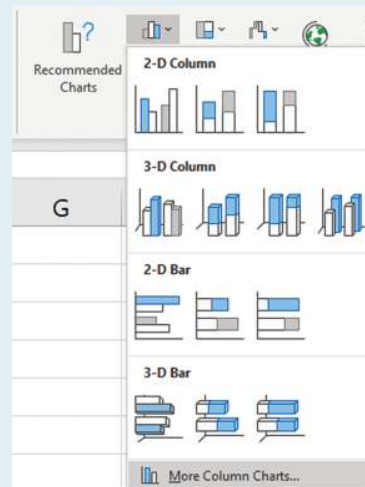 Recommended
Charts
2-D Column
3-D Column
G
2-D Bar
3-D Bar
More Column Charts...